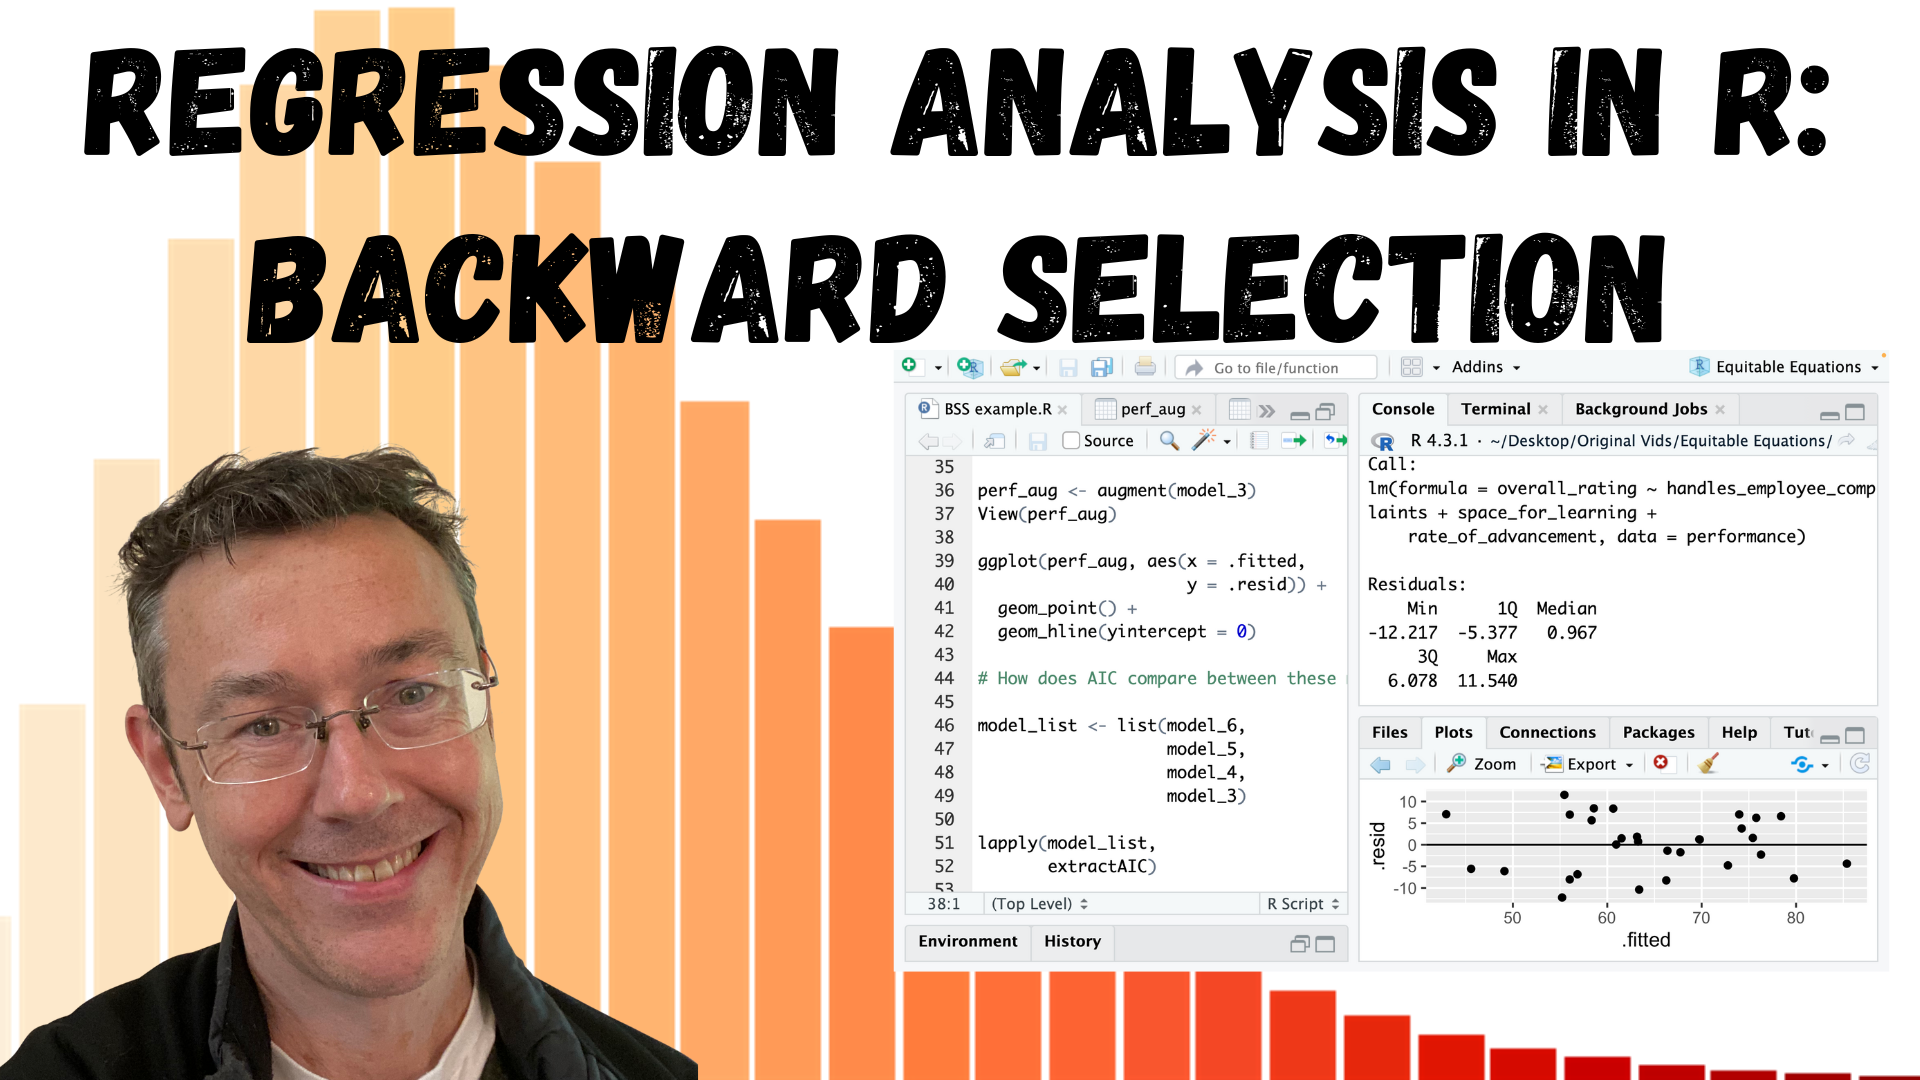 REGRESSION ANALYSIS IN R:
BACKWARD SELECTION
Go to file/function
Addins
Equitable Equations
BSS example.R
perf_aug
Source
35
36 perf_aug <- augment(model_3)
37 View(perf_aug)
38
39 ggplot(perf_aug, aes(x = .fitted,
40 y = .resid)) +
41 geom_point() +
42 geom_hline(yintercept = 0)
43
44 # How does AIC compare between these
45
46 model_list <- list(model_6,
47 model_5,
48 model_4,
49 model_3)
50
51 lapply(model_list,
52 extractAIC)
53
38:1 (Top Level) R Script
Environment History
Console Terminal Background Jobs
R 4.3.1 · ~/Desktop/Original Vids/Equitable Equations/
Call:
lm(formula = overall_rating ~ handles_employee_comp
laints + space_for_learning +
rate_of_advancement, data = performance)
Residuals:
Min 1Q Median
-12.217 -5.377 0.967
3Q Max
6.078 11.540
Files Plots Connections Packages Help Tut
Zoom Export
10
5
0
-5
-10
.resid
50 60 70 80
.fitted